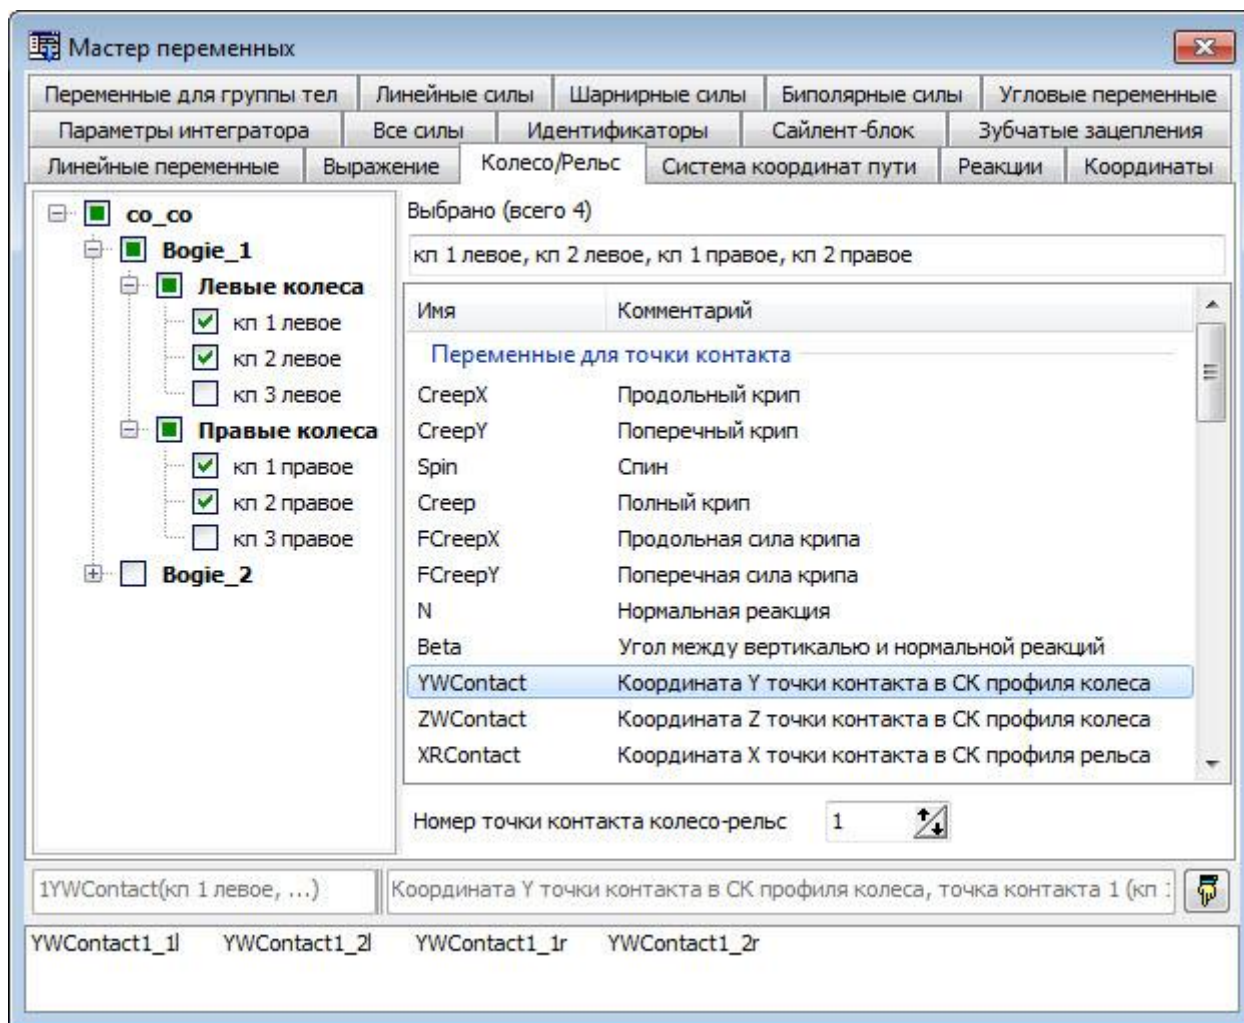 Мастер переменных
Переменные для группы тел Линейные силы Шарнирные силы Биполярные силы Угловые переменные
Параметры интегратора Все силы Идентификаторы Сайлент-блок Зубчатые зацепления
Линейные переменные Выражение Колесо/Рельс Система координат пути Реакции Координаты
co_co
Bogie_1
Левые колеса
кп 1 левое
кп 2 левое
кп 3 левое
Правые колеса
кп 1 правое
кп 2 правое
кп 3 правое
Bogie_2
Выбрано (всего 4)
кп 1 левое, кп 2 левое, кп 1 правое, кп 2 правое
Имя Комментарий
Переменные для точки контакта
CreepX Продольный крип
CreepY Поперечный крип
Spin Спин
Creep Полный крип
FCreepX Продольная сила крипа
FCreepY Поперечная сила крипа
N Нормальная реакция
Beta Угол между вертикалью и нормальной реакций
YWContact Координата Y точки контакта в СК профиля колеса
ZWContact Координата Z точки контакта в СК профиля колеса
XRContact Координата X точки контакта в СК профиля рельса
Номер точки контакта колесо-рельс 1
1YWContact(кп 1 левое, ...) Координата Y точки контакта в СК профиля колеса, точка контакта 1 (кп 1
YWContact1_1l YWContact1_2l YWContact1_1r YWContact1_2r